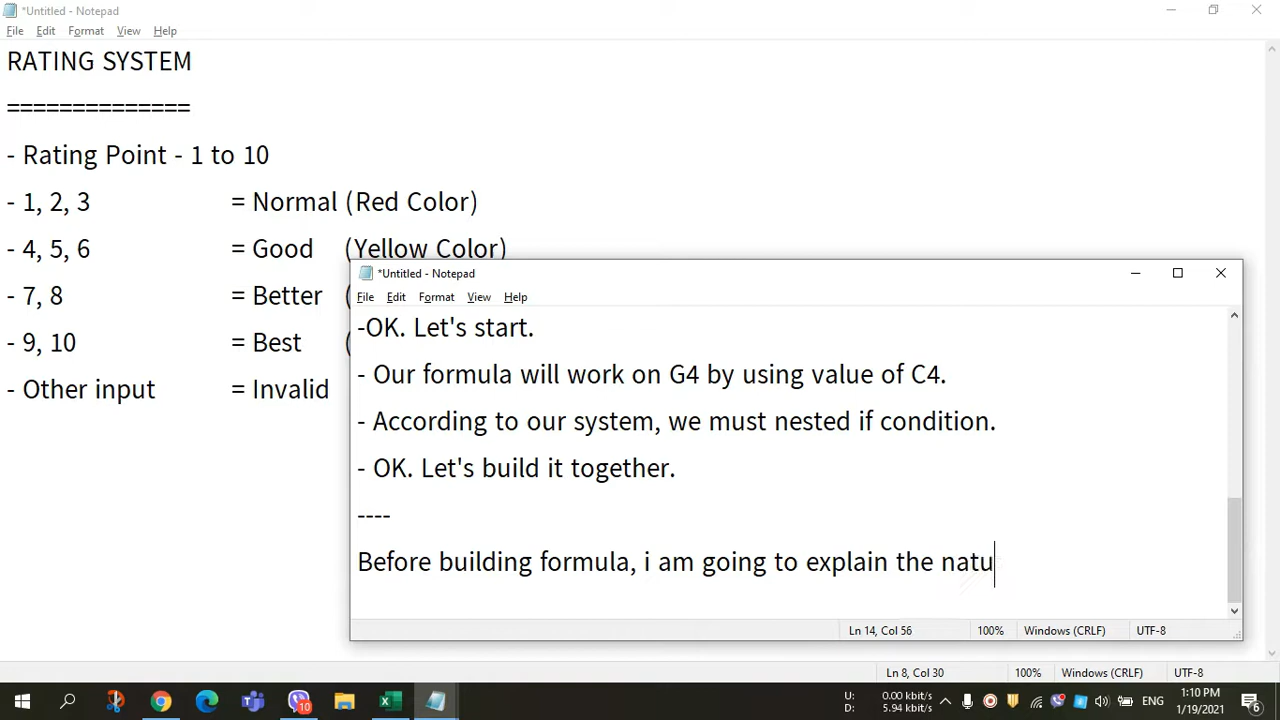 *Untitled - Notepad
File Edit Format View Help
RATING SYSTEM
==============
- Rating Point - 1 to 10
- 1, 2, 3 = Normal (Red Color)
- 4, 5, 6 = Good (Yellow Color)
- 7, 8 = Better (
- 9, 10 = Best (
- Other input = Invalid
*Untitled - Notepad
File Edit Format View Help
-OK. Let's start.
- Our formula will work on G4 by using value of C4.
- According to our system, we must nested if condition.
- OK. Let's build it together.
----
Before building formula, i am going to explain the natu
Ln 14, Col 56 100% Windows (CRLF) UTF-8
Ln 8, Col 30 100% Windows (CRLF) UTF-8
U: 0.00 kbit/s
D: 5.94 kbit/s
ENG
1:10 PM
1/19/2021
10
6